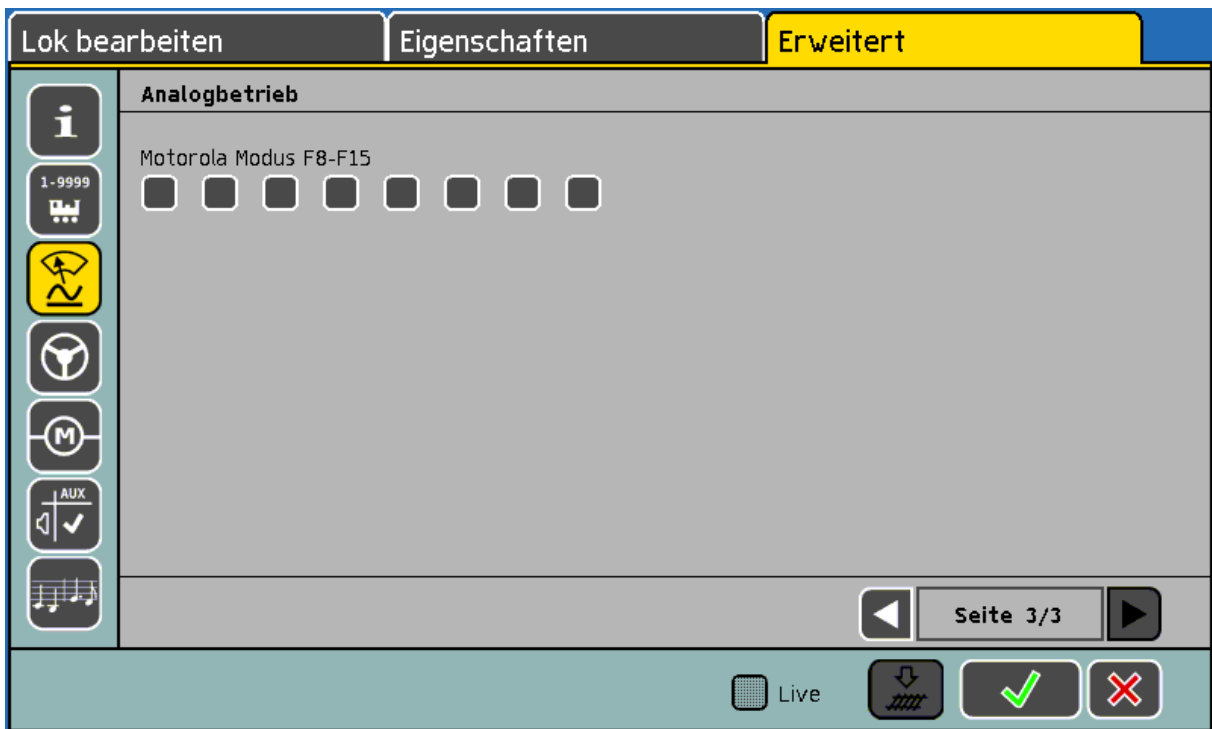 Lok bearbeiten
Eigenschaften
Erweitert
i
Analogbetrieb
Motorola Modus F8-F15
1-9999
M
AUX
Seite 3/3
Live